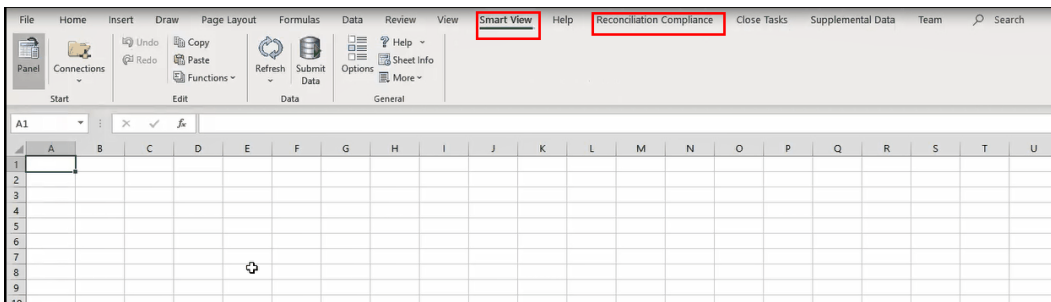 File Home Insert Draw Page Layout Formulas Data Review View Smart View Help Reconciliation Compliance Close Tasks Supplemental Data Team Search
Panel
Connections
Start
Undo
Redo
Copy
Paste
Functions
Edit
Refresh
Submit
Data
Data
Options
Help
Sheet Info
More
General
A1 fx
A B C D E F G H I J K L M N O P Q R S T U
1
2
3
4
5
6
7
8
9
10